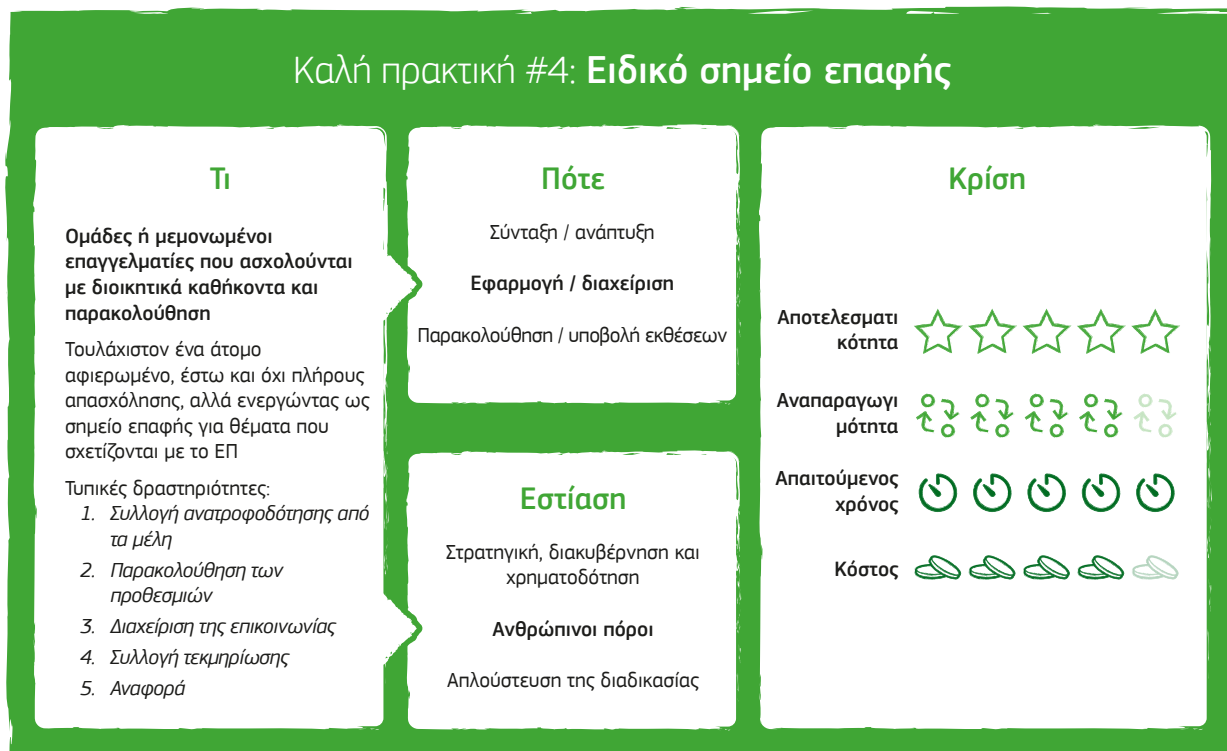 Καλή πρακτική #4: Ειδικό σημείο επαφής
Τι
Ομάδες ή μεμονωμένοι
επαγγελματίες που ασχολούνται
με διοικητικά καθήκοντα και
παρακολούθηση
Τουλάχιστον ένα άτομο
αφιερωμένο, έστω και όχι πλήρους
απασχόλησης, αλλά ενεργώντας ως
σημείο επαφής για θέματα που
σχετίζονται με το ΕΠ
Τυπικές δραστηριότητες:
1. Συλλογή ανατροφοδότησης από
τα μέλη
2. Παρακολούθηση των
προθεσμιών
3. Διαχείριση της επικοινωνίας
4. Συλλογή τεκμηρίωσης
5. Αναφορά
Πότε
Σύνταξη / ανάπτυξη
Εφαρμογή / διαχείριση
Παρακολούθηση / υποβολή εκθέσεων
Εστίαση
Στρατηγική, διακυβέρνηση και
χρηματοδότηση
Ανθρώπινοι πόροι
Απλούστευση της διαδικασίας
Κρίση
Αποτελεσματι
κότητα
Αναπαραγωγι
μότητα
Απαιτούμενος
χρόνος
Κόστος